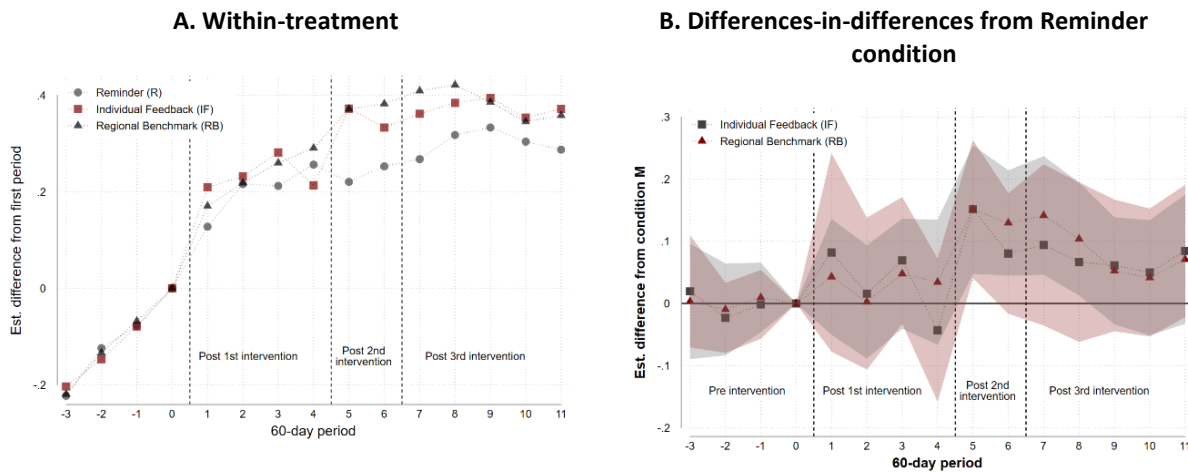 A. Within-treatment
Est. difference from first period
.4
.2
0
-.2
Reminder (R)
Individual Feedback (IF)
Regional Benchmark (RB)
Post 1st intervention
Post 2nd
intervention
Post 3rd intervention
-3 -2 -1 0 1 2 3 4 5 6 7 8 9 10 11
60-day period
B. Differences-in-differences from Reminder
condition
Est. difference from condition M
.3
.2
.1
0
-.1
-.2
Individual Feedback (IF)
Regional Benchmark (RB)
Pre intervention
Post 1st intervention
Post 2nd
intervention
Post 3rd intervention
-3 -2 -1 0 1 2 3 4 5 6 7 8 9 10 11
60-day period